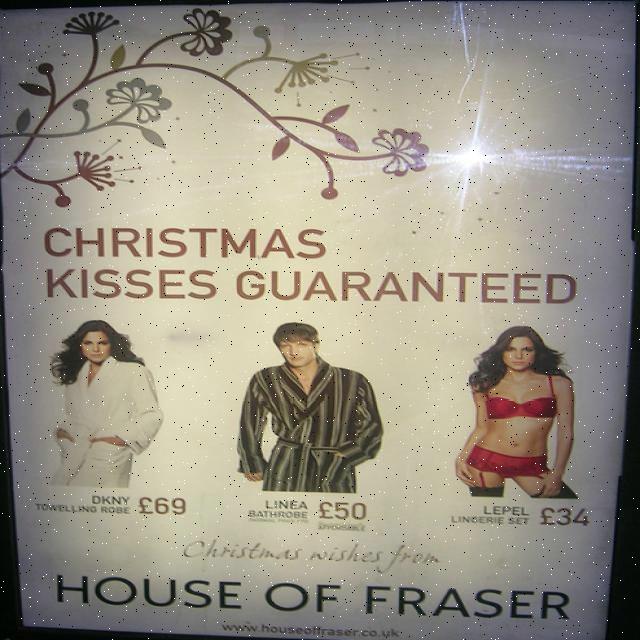 CHRISTMAS
KISSES GUARANTEED
DKNY
TOWELLING ROBE £69
LINÉA
BATHROBE £50
LEPEL
LINGERIE SET £34
Christmas wishes from
HOUSE OF FRASER
www.houseoffraser.co.uk